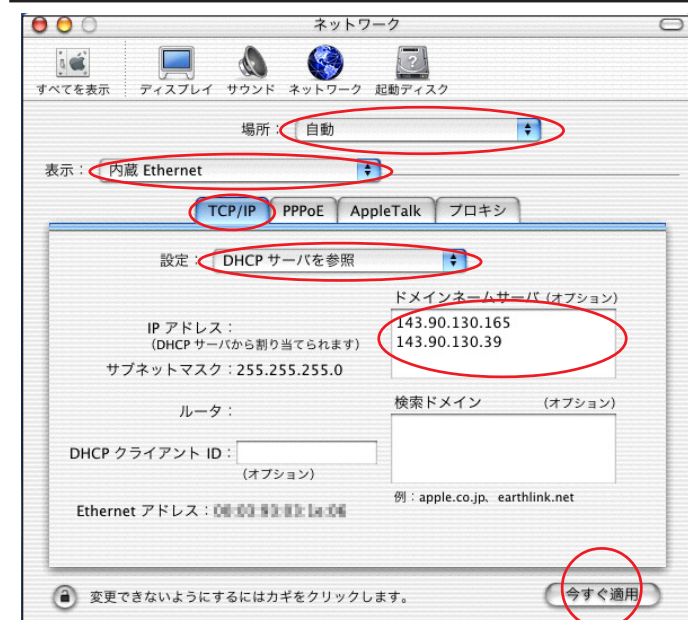 ネットワーク
すべてを表示 ディスプレイ サウンド ネットワーク 起動ディスク
場所： 自動
表示： 内蔵 Ethernet
TCP/IP PPPoE AppleTalk プロキシ
設定： DHCP サーバを参照
ドメインネームサーバ (オプション)
143.90.130.165
143.90.130.39
IP アドレス：
（DHCP サーバから割り当てられます）
サブネットマスク：255.255.255.0
検索ドメイン (オプション)
ルータ：
DHCP クライアント ID：
(オプション)
例：apple.co.jp、earthlink.net
Ethernet アドレス：
変更できないようにするにはカギをクリックします。
今すぐ適用